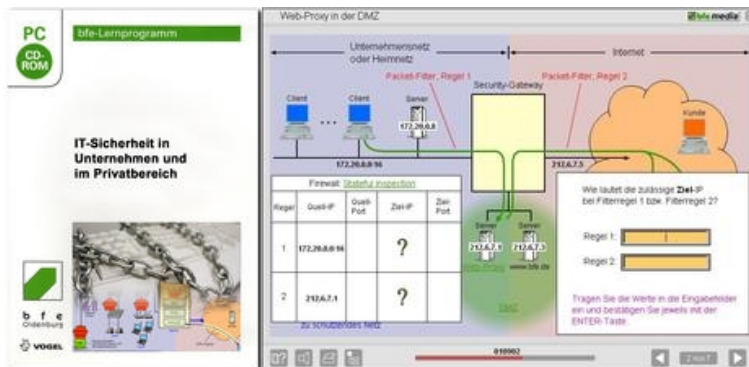 PC
CD-ROM
bfe-Lernprogramm
IT-Sicherheit in
Unternehmen und
im Privatbereich
bfe
Oldenburg
VOGEL
Web-Proxy in der DMZ
bfe media
Unternehmensnetz
oder Heimnetz
Internet
Packet-Filter, Regel 1
Packet-Filter, Regel 2
Security-Gateway
Client
...
Client
Server
172.20.0.8
Kunde
172.20.0.0/16
212.6.7.5
Firewall: Stateful inspection
Regel
Quell-IP
Quell-Port
Ziel-IP
Ziel-Port
1
172.20.0.0/16
?
2
212.6.7.1
?
Server
212.6.7.1
Web-Proxy
Server
212.6.7.3
www.bfe.de
DMZ
zu schützendes Netz
Wie lautet die zulässige Ziel-IP
bei Filterregel 1 bzw. Filterregel 2?
Regel 1:
Regel 2:
Tragen Sie die Werte in die Eingabefelder
ein und bestätigen Sie jeweils mit der
ENTER-Taste.
010902
2 von 7